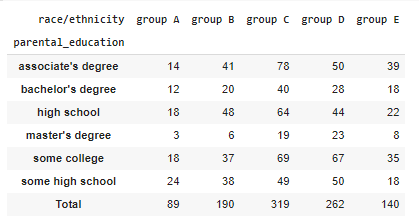 race/ethnicity group A group B group C group D group E
parental_education
associate's degree 14 41 78 50 39
bachelor's degree 12 20 40 28 18
high school 18 48 64 44 22
master's degree 3 6 19 23 8
some college 18 37 69 67 35
some high school 24 38 49 50 18
Total 89 190 319 262 140